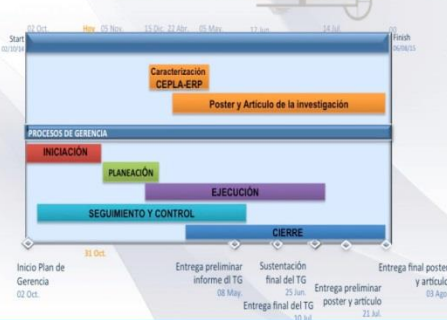 02 Oct. Hoy 05 Nov. 15 Dic. 22 Abr. 05 May. 12 Jun. 24 Jul.
Start
02/10/14
Finish
06/08/15
Caracterización
CEPLA-ERP
Poster y Artículo de la investigación
PROCESOS DE GERENCIA
INICIACIÓN
PLANEACIÓN
EJECUCIÓN
SEGUIMIENTO Y CONTROL
CIERRE
31 Oct.
Inicio Plan de
Gerencia
02 Oct.
Entrega preliminar
informe dl TG
08 May.
Sustentación
final del TG
25 Jun.
Entrega final del TG
10 Jul.
Entrega preliminar
poster y artículo
21 Jul.
Entrega final poster
y artículo
03 Ago